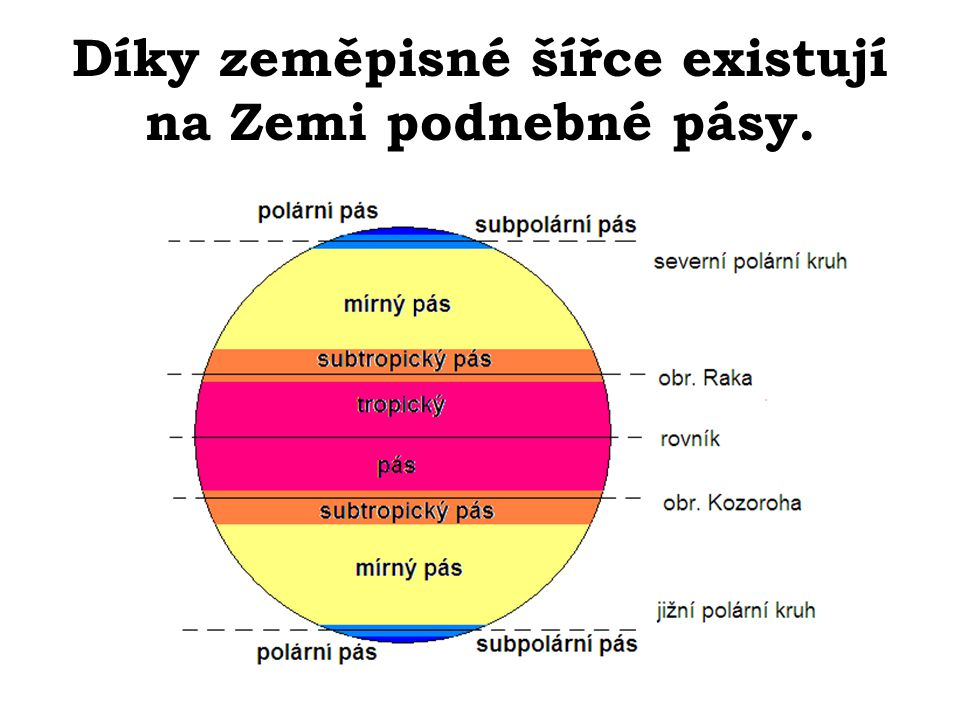 Díky zeměpisné šířce existují
na Zemi podnebné pásy.
polární pás
subpolární pás
severní polární kruh
mírný pás
subtropický pás
obr. Raka
tropický
rovník
pás
obr. Kozoroha
subtropický pás
mírný pás
jižní polární kruh
subpolární pás
polární pás